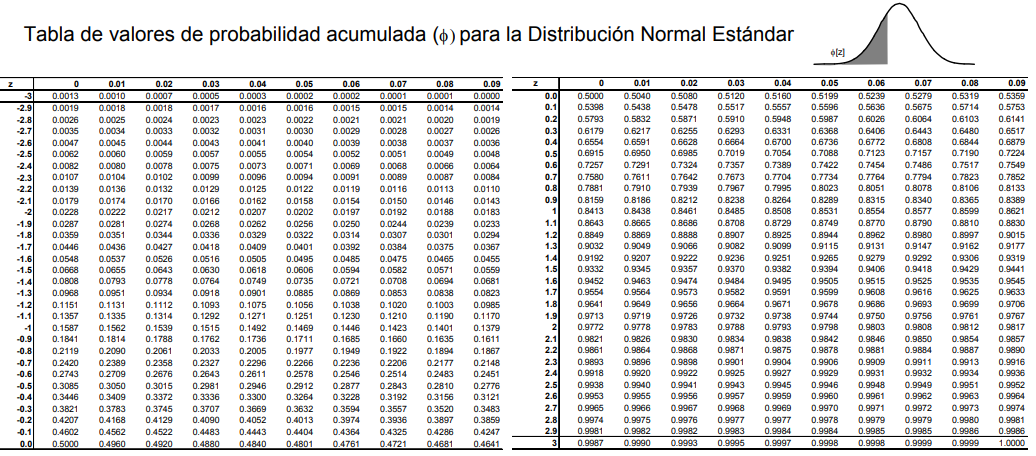 Tabla de valores de probabilidad acumulada (ϕ) para la Distribución Normal Estándar
ϕ[z]
z 0 0.01 0.02 0.03 0.04 0.05 0.06 0.07 0.08 0.09
-3 0.0013 0.0010 0.0007 0.0005 0.0003 0.0002 0.0002 0.0001 0.0001 0.0000
-2.9 0.0019 0.0018 0.0018 0.0017 0.0016 0.0016 0.0015 0.0015 0.0014 0.0014
-2.8 0.0026 0.0025 0.0024 0.0023 0.0023 0.0022 0.0021 0.0021 0.0020 0.0019
-2.7 0.0035 0.0034 0.0033 0.0032 0.0031 0.0030 0.0029 0.0028 0.0027 0.0026
-2.6 0.0047 0.0045 0.0044 0.0043 0.0041 0.0040 0.0039 0.0038 0.0037 0.0036
-2.5 0.0062 0.0060 0.0059 0.0057 0.0055 0.0054 0.0052 0.0051 0.0049 0.0048
-2.4 0.0082 0.0080 0.0078 0.0075 0.0073 0.0071 0.0069 0.0068 0.0066 0.0064
-2.3 0.0107 0.0104 0.0102 0.0099 0.0096 0.0094 0.0091 0.0089 0.0087 0.0084
-2.2 0.0139 0.0136 0.0132 0.0129 0.0125 0.0122 0.0119 0.0116 0.0113 0.0110
-2.1 0.0179 0.0174 0.0170 0.0166 0.0162 0.0158 0.0154 0.0150 0.0146 0.0143
-2 0.0228 0.0222 0.0217 0.0212 0.0207 0.0202 0.0197 0.0192 0.0188 0.0183
-1.9 0.0287 0.0281 0.0274 0.0268 0.0262 0.0256 0.0250 0.0244 0.0239 0.0233
-1.8 0.0359 0.0351 0.0344 0.0336 0.0329 0.0322 0.0314 0.0307 0.0301 0.0294
-1.7 0.0446 0.0436 0.0427 0.0418 0.0409 0.0401 0.0392 0.0384 0.0375 0.0367
-1.6 0.0548 0.0537 0.0526 0.0516 0.0505 0.0495 0.0485 0.0475 0.0465 0.0455
-1.5 0.0668 0.0655 0.0643 0.0630 0.0618 0.0606 0.0594 0.0582 0.0571 0.0559
-1.4 0.0808 0.0793 0.0778 0.0764 0.0749 0.0735 0.0721 0.0708 0.0694 0.0681
-1.3 0.0968 0.0951 0.0934 0.0918 0.0901 0.0885 0.0869 0.0853 0.0838 0.0823
-1.2 0.1151 0.1131 0.1112 0.1093 0.1075 0.1056 0.1038 0.1020 0.1003 0.0985
-1.1 0.1357 0.1335 0.1314 0.1292 0.1271 0.1251 0.1230 0.1210 0.1190 0.1170
-1 0.1587 0.1562 0.1539 0.1515 0.1492 0.1469 0.1446 0.1423 0.1401 0.1379
-0.9 0.1841 0.1814 0.1788 0.1762 0.1736 0.1711 0.1685 0.1660 0.1635 0.1611
-0.8 0.2119 0.2090 0.2061 0.2033 0.2005 0.1977 0.1949 0.1922 0.1894 0.1867
-0.7 0.2420 0.2389 0.2358 0.2327 0.2296 0.2266 0.2236 0.2206 0.2177 0.2148
-0.6 0.2743 0.2709 0.2676 0.2643 0.2611 0.2578 0.2546 0.2514 0.2483 0.2451
-0.5 0.3085 0.3050 0.3015 0.2981 0.2946 0.2912 0.2877 0.2843 0.2810 0.2776
-0.4 0.3446 0.3409 0.3372 0.3336 0.3300 0.3264 0.3228 0.3192 0.3156 0.3121
-0.3 0.3821 0.3783 0.3745 0.3707 0.3669 0.3632 0.3594 0.3557 0.3520 0.3483
-0.2 0.4207 0.4168 0.4129 0.4090 0.4052 0.4013 0.3974 0.3936 0.3897 0.3859
-0.1 0.4602 0.4562 0.4522 0.4483 0.4443 0.4404 0.4364 0.4325 0.4286 0.4247
0.0 0.5000 0.4960 0.4920 0.4880 0.4840 0.4801 0.4761 0.4721 0.4681 0.4641
z 0 0.01 0.02 0.03 0.04 0.05 0.06 0.07 0.08 0.09
0.0 0.5000 0.5040 0.5080 0.5120 0.5160 0.5199 0.5239 0.5279 0.5319 0.5359
0.1 0.5398 0.5438 0.5478 0.5517 0.5557 0.5596 0.5636 0.5675 0.5714 0.5753
0.2 0.5793 0.5832 0.5871 0.5910 0.5948 0.5987 0.6026 0.6064 0.6103 0.6141
0.3 0.6179 0.6217 0.6255 0.6293 0.6331 0.6368 0.6406 0.6443 0.6480 0.6517
0.4 0.6554 0.6591 0.6628 0.6664 0.6700 0.6736 0.6772 0.6808 0.6844 0.6879
0.5 0.6915 0.6950 0.6985 0.7019 0.7054 0.7088 0.7123 0.7157 0.7190 0.7224
0.6 0.7257 0.7291 0.7324 0.7357 0.7389 0.7422 0.7454 0.7486 0.7517 0.7549
0.7 0.7580 0.7611 0.7642 0.7673 0.7704 0.7734 0.7764 0.7794 0.7823 0.7852
0.8 0.7881 0.7910 0.7939 0.7967 0.7995 0.8023 0.8051 0.8078 0.8106 0.8133
0.9 0.8159 0.8186 0.8212 0.8238 0.8264 0.8289 0.8315 0.8340 0.8365 0.8389
1 0.8413 0.8438 0.8461 0.8485 0.8508 0.8531 0.8554 0.8577 0.8599 0.8621
1.1 0.8643 0.8665 0.8686 0.8708 0.8729 0.8749 0.8770 0.8790 0.8810 0.8830
1.2 0.8849 0.8869 0.8888 0.8907 0.8925 0.8944 0.8962 0.8980 0.8997 0.9015
1.3 0.9032 0.9049 0.9066 0.9082 0.9099 0.9115 0.9131 0.9147 0.9162 0.9177
1.4 0.9192 0.9207 0.9222 0.9236 0.9251 0.9265 0.9279 0.9292 0.9306 0.9319
1.5 0.9332 0.9345 0.9357 0.9370 0.9382 0.9394 0.9406 0.9418 0.9429 0.9441
1.6 0.9452 0.9463 0.9474 0.9484 0.9495 0.9505 0.9515 0.9525 0.9535 0.9545
1.7 0.9554 0.9564 0.9573 0.9582 0.9591 0.9599 0.9608 0.9616 0.9625 0.9633
1.8 0.9641 0.9649 0.9656 0.9664 0.9671 0.9678 0.9686 0.9693 0.9699 0.9706
1.9 0.9713 0.9719 0.9726 0.9732 0.9738 0.9744 0.9750 0.9756 0.9761 0.9767
2 0.9772 0.9778 0.9783 0.9788 0.9793 0.9798 0.9803 0.9808 0.9812 0.9817
2.1 0.9821 0.9826 0.9830 0.9834 0.9838 0.9842 0.9846 0.9850 0.9854 0.9857
2.2 0.9861 0.9864 0.9868 0.9871 0.9875 0.9878 0.9881 0.9884 0.9887 0.9890
2.3 0.9893 0.9896 0.9898 0.9901 0.9904 0.9906 0.9909 0.9911 0.9913 0.9916
2.4 0.9918 0.9920 0.9922 0.9925 0.9927 0.9929 0.9931 0.9932 0.9934 0.9936
2.5 0.9938 0.9940 0.9941 0.9943 0.9945 0.9946 0.9948 0.9949 0.9951 0.9952
2.6 0.9953 0.9955 0.9956 0.9957 0.9959 0.9960 0.9961 0.9962 0.9963 0.9964
2.7 0.9965 0.9966 0.9967 0.9968 0.9969 0.9970 0.9971 0.9972 0.9973 0.9974
2.8 0.9974 0.9975 0.9976 0.9977 0.9977 0.9978 0.9979 0.9979 0.9980 0.9981
2.9 0.9981 0.9982 0.9982 0.9983 0.9984 0.9984 0.9985 0.9985 0.9986 0.9986
3 0.9987 0.9990 0.9993 0.9995 0.9997 0.9998 0.9998 0.9999 0.9999 1.0000